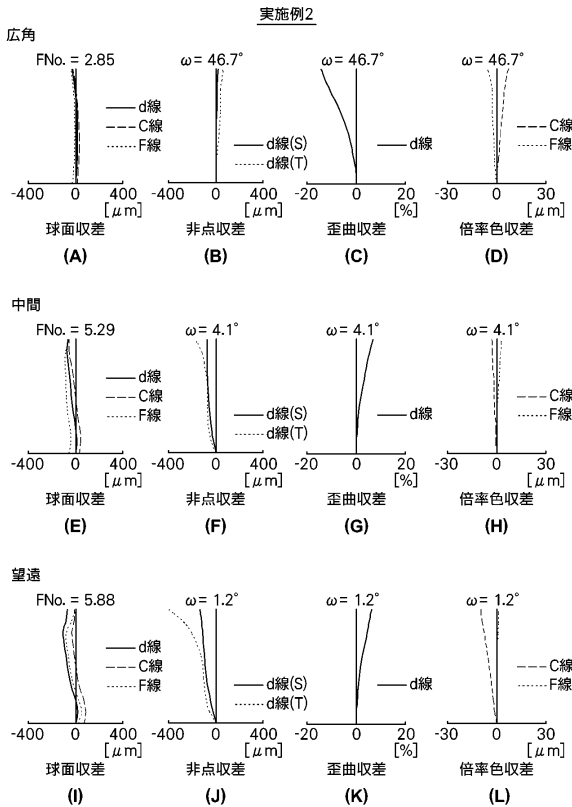 実施例2
広角
FNo. = 2.85
ω= 46.7°
ω= 46.7°
ω= 46.7°
d線
C線
F線
d線(S)
d線(T)
d線
C線
F線
-400 0 400
[μm]
-400 0 400
[μm]
-20 0 20
[%]
-30 0 30
[μm]
球面収差
非点収差
歪曲収差
倍率色収差
(A)
(B)
(C)
(D)
中間
FNo. = 5.29
ω= 4.1°
ω= 4.1°
ω= 4.1°
d線
C線
F線
d線(S)
d線(T)
d線
C線
F線
-400 0 400
[μm]
-400 0 400
[μm]
-20 0 20
[%]
-30 0 30
[μm]
球面収差
非点収差
歪曲収差
倍率色収差
(E)
(F)
(G)
(H)
望遠
FNo. = 5.88
ω= 1.2°
ω= 1.2°
ω= 1.2°
d線
C線
F線
d線(S)
d線(T)
d線
C線
F線
-400 0 400
[μm]
-400 0 400
[μm]
-20 0 20
[%]
-30 0 30
[μm]
球面収差
非点収差
歪曲収差
倍率色収差
(I)
(J)
(K)
(L)